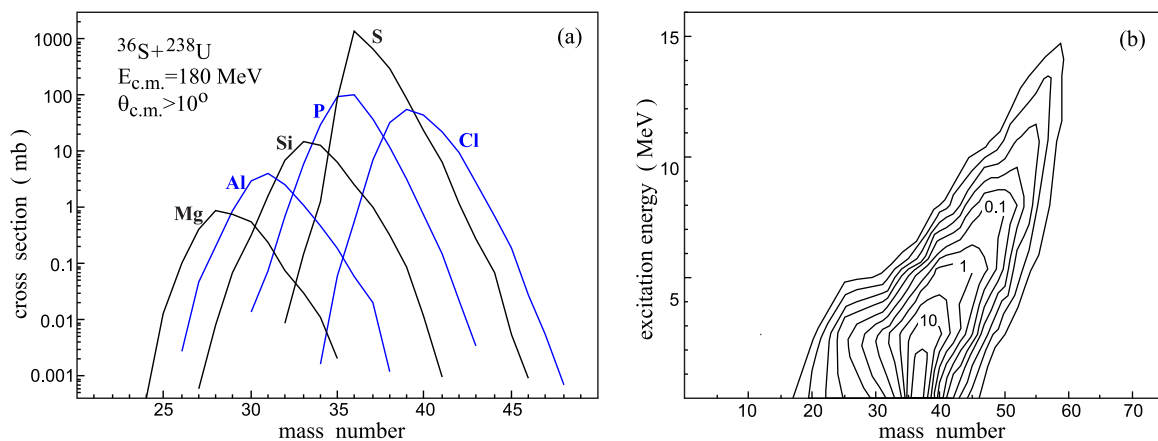 (a)
³⁶S+²³⁸U
E_c.m.=180 MeV
θ_c.m.>10°
S
P
Cl
Si
Al
Mg
1000
100
10
1
0.1
0.01
0.001
cross section ( mb )
25
30
35
40
45
mass number
(b)
15
10
5
excitation energy ( MeV )
0.1
1
10
10
20
30
40
50
60
70
mass number